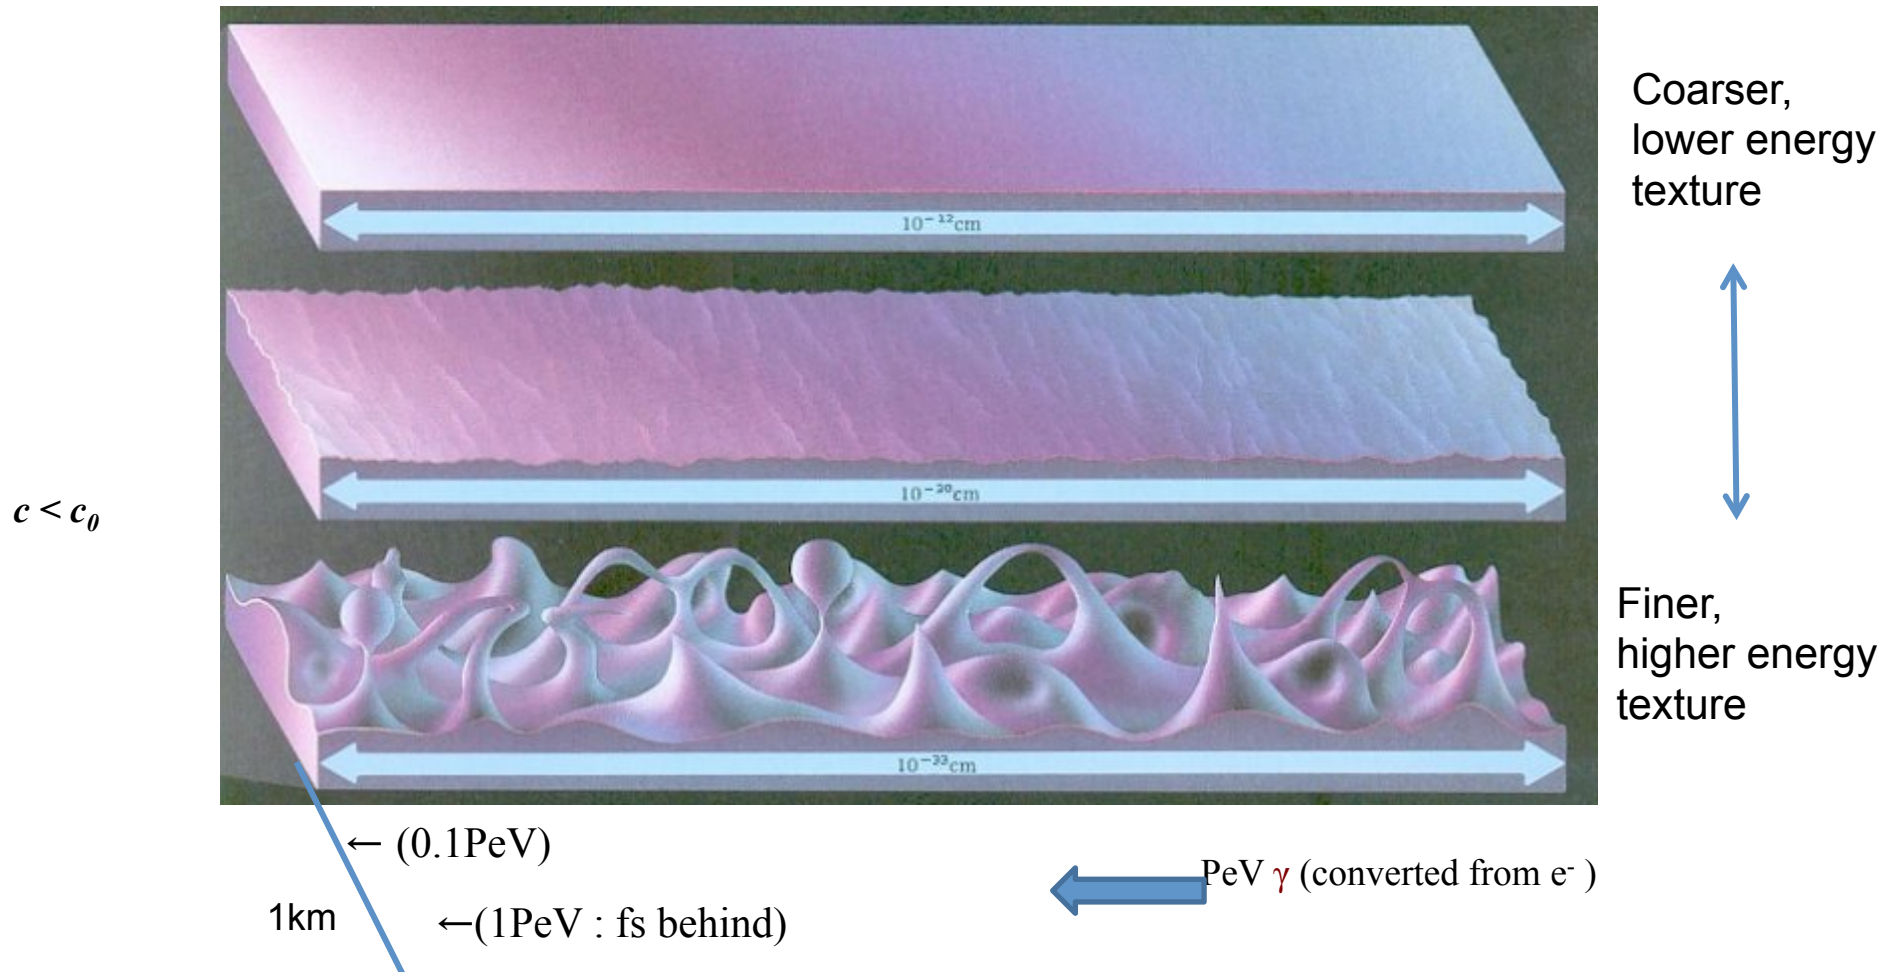 Coarser,
lower energy
texture
10⁻¹²cm
10⁻²⁰cm
c < c₀
Finer,
higher energy
texture
10⁻³³cm
← (0.1PeV)
PeV γ (converted from e⁻ )
1km
←(1PeV : fs behind)